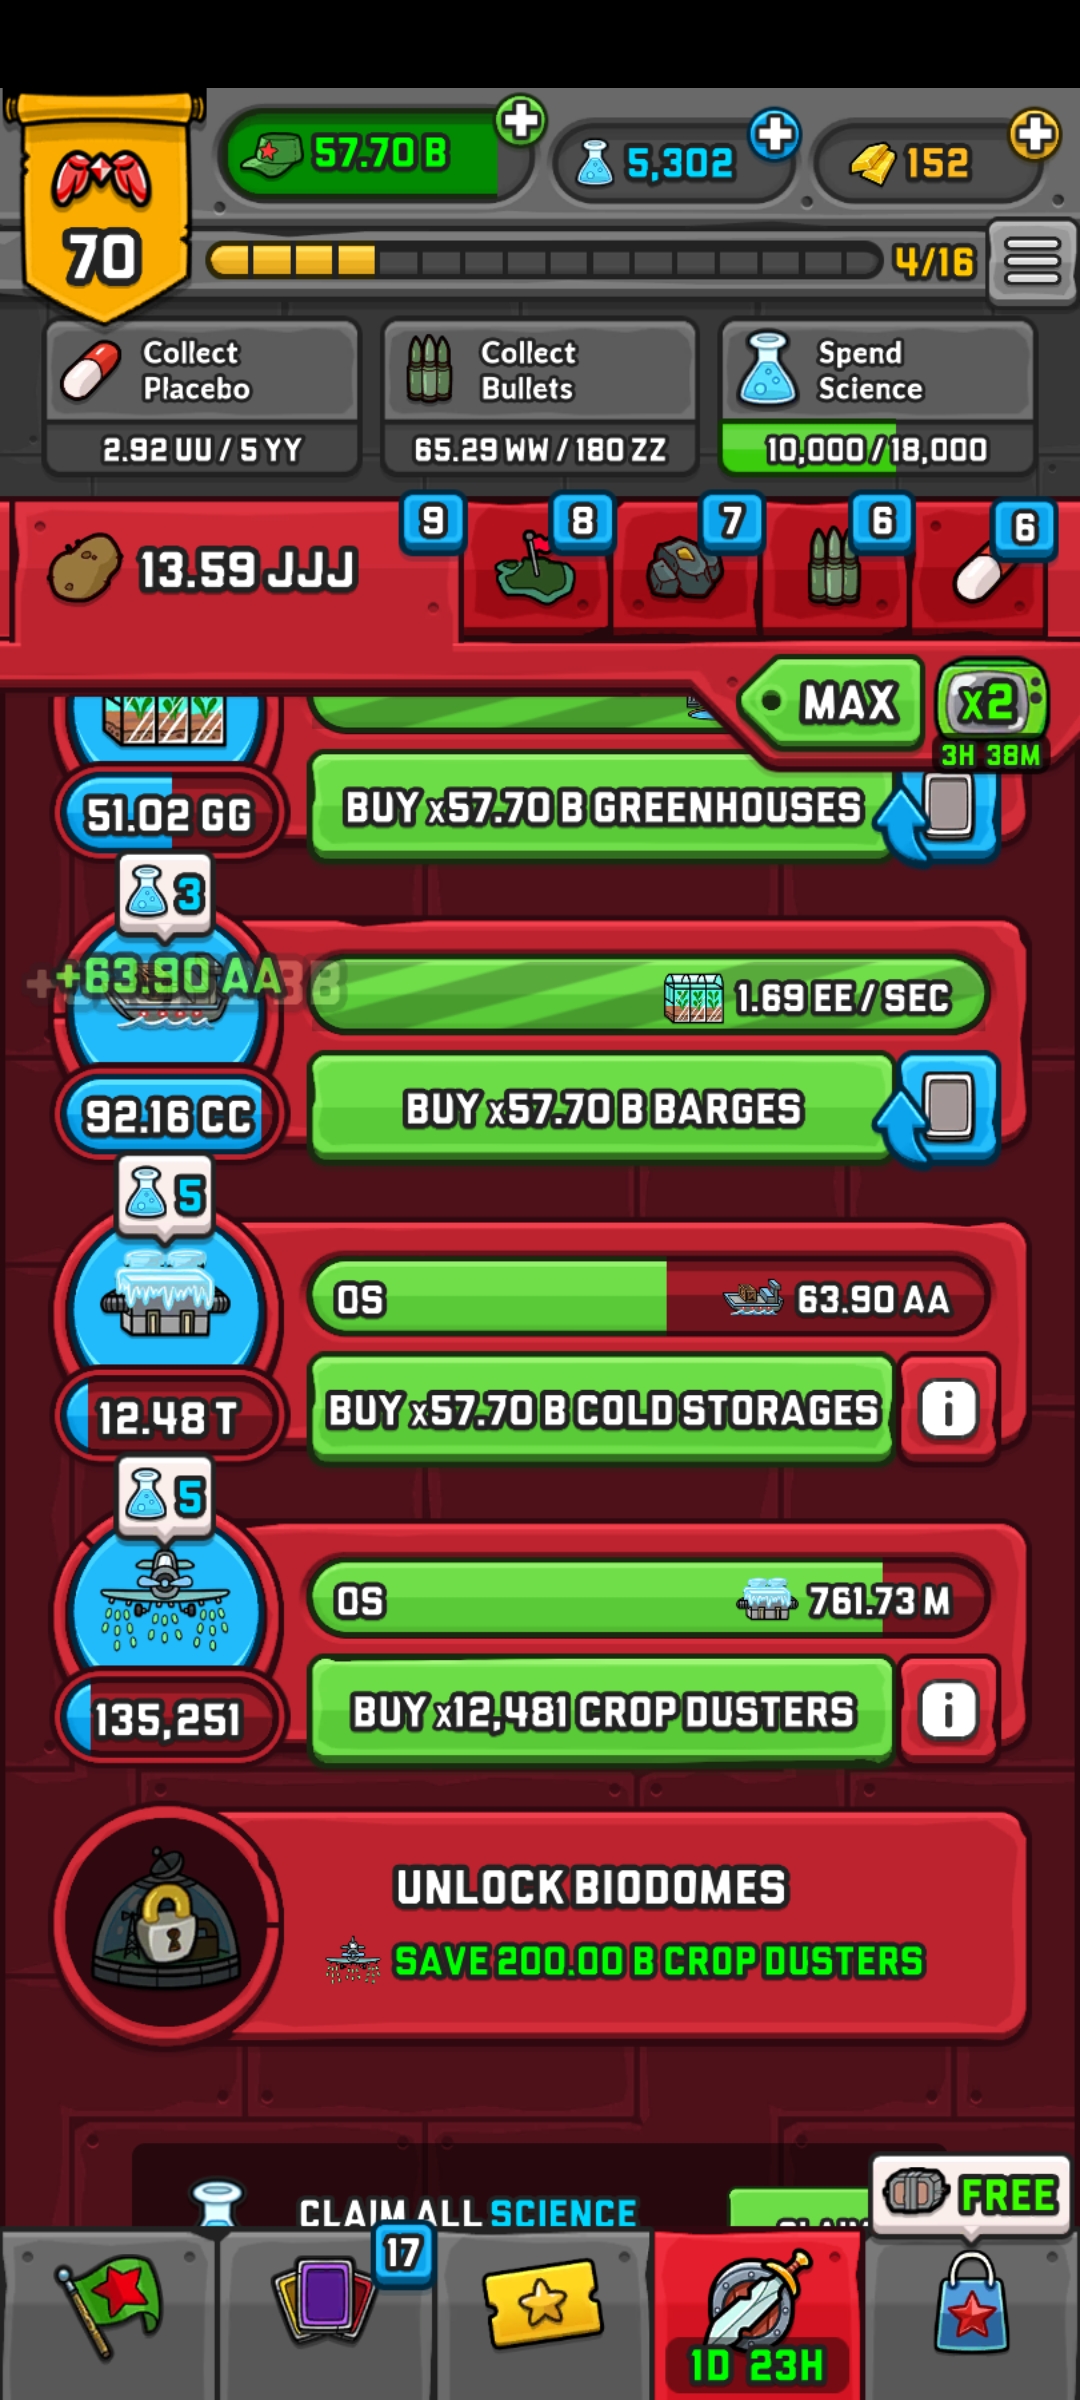 57.70 B
5,302
152
70
4/16
Collect
Placebo
2.92 UU / 5 YY
Collect
Bullets
65.29 WW / 180 ZZ
Spend
Science
10,000 / 18,000
13.59 JJJ
9
8
7
6
6
MAX
x2
3H 38M
51.02 GG
BUY x57.70 B GREENHOUSES
3
+63.90 AA
1.69 EE / SEC
92.16 CC
BUY x57.70 B BARGES
5
0S
63.90 AA
12.48 T
BUY x57.70 B COLD STORAGES
i
5
0S
761.73 M
135,251
BUY x12,481 CROP DUSTERS
i
UNLOCK BIODOMES
SAVE 200.00 B CROP DUSTERS
CLAIM ALL SCIENCE
FREE
17
1D 23H